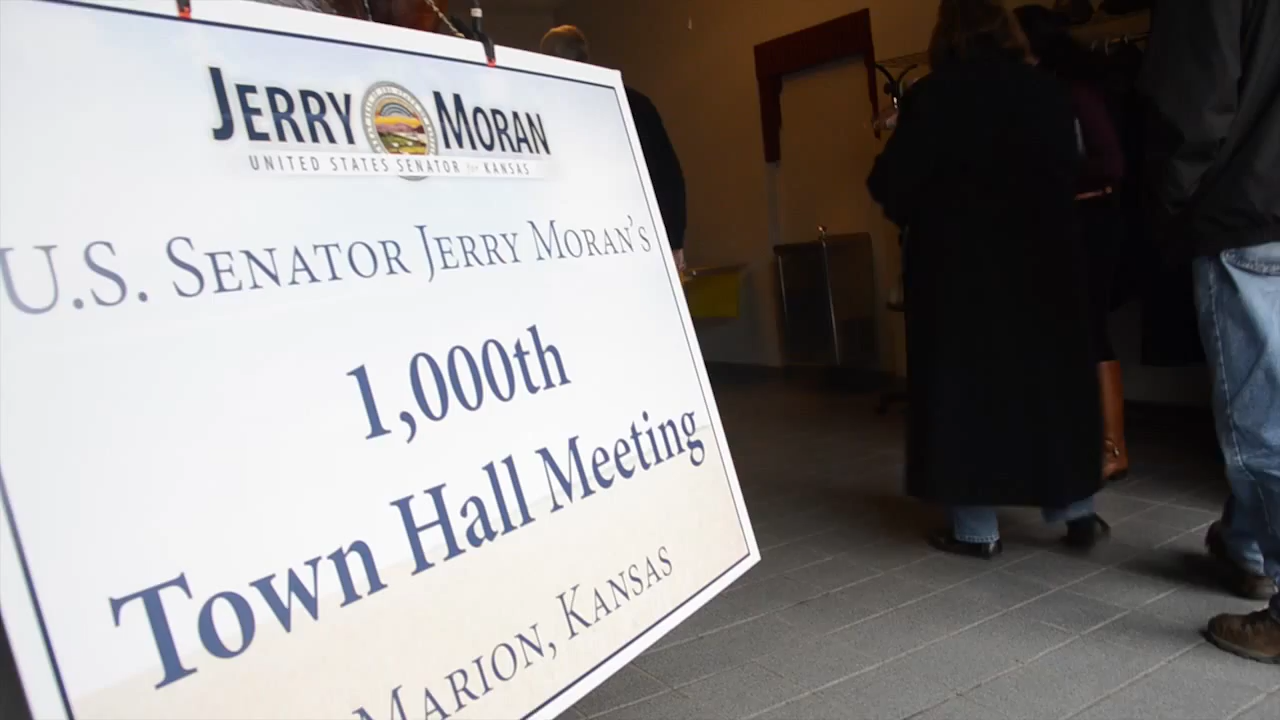 JERRY MORAN
UNITED STATES SENATOR for KANSAS
U.S. SENATOR JERRY MORAN'S
1,000th
Town Hall Meeting
MARION, KANSAS